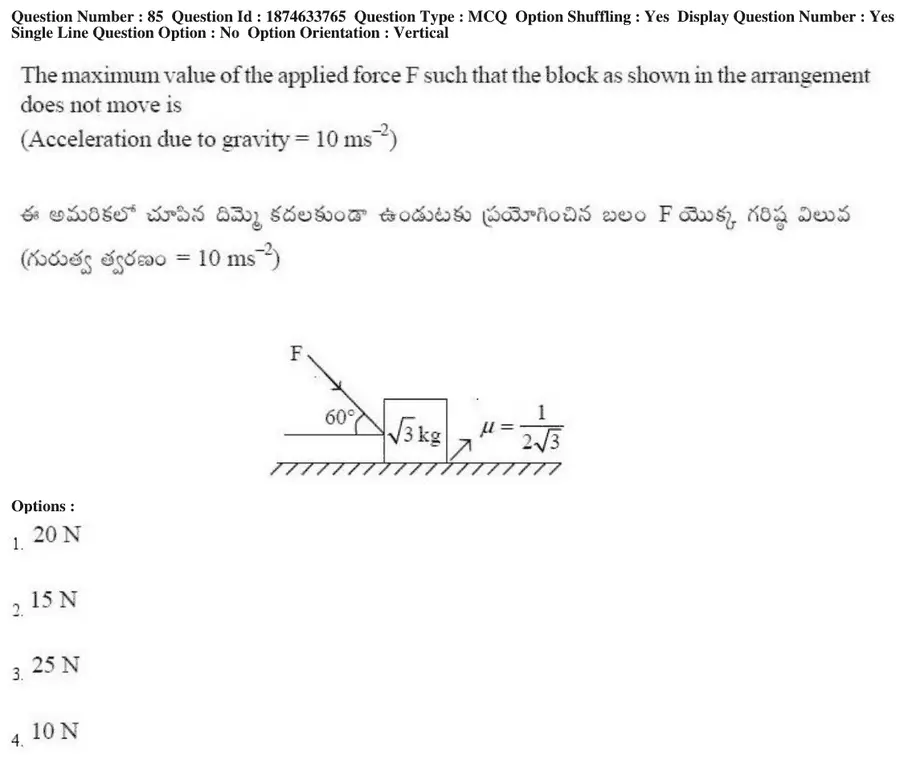 Question Number : 85 Question Id : 1874633765 Question Type : MCQ Option Shuffling : Yes Display Question Number : Yes
Single Line Question Option : No Option Orientation : Vertical
The maximum value of the applied force F such that the block as shown in the arrangement
does not move is
(Acceleration due to gravity = 10 ms⁻²)
ఈ అమరికలో చూపిన దిమ్మె కదలకుండా ఉండుటకు ప్రయోగించిన బలం F యొక్క గరిష్ఠ విలువ
(గురుత్వ త్వరణం = 10 ms⁻²)
F
60°
√3 kg
μ = 1/(2√3)
Options :
1. 20 N
2. 15 N
3. 25 N
4. 10 N